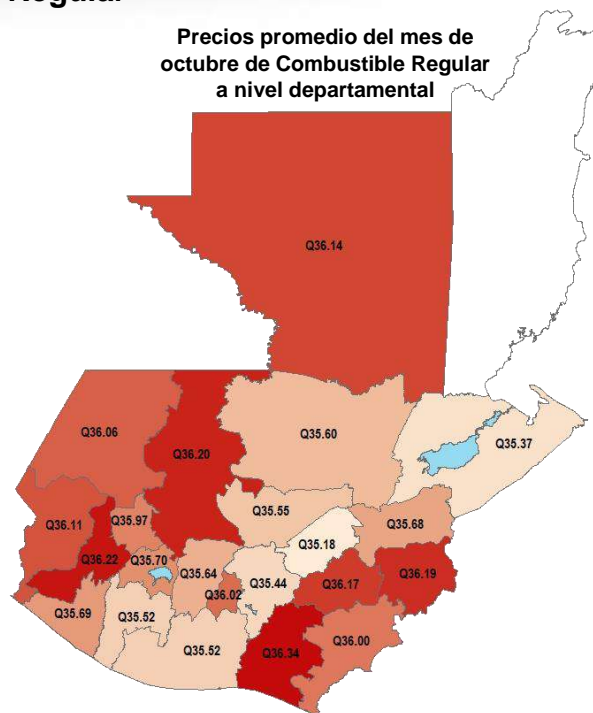 Precios promedio del mes de
octubre de Combustible Regular
a nivel departamental
Q36.14
Q36.06
Q36.20
Q35.60
Q35.37
Q36.11
Q35.97
Q35.55
Q35.68
Q36.22
Q35.70
Q35.64
Q35.18
Q36.02
Q35.44
Q36.17
Q36.19
Q35.69
Q35.52
Q35.52
Q36.34
Q36.00